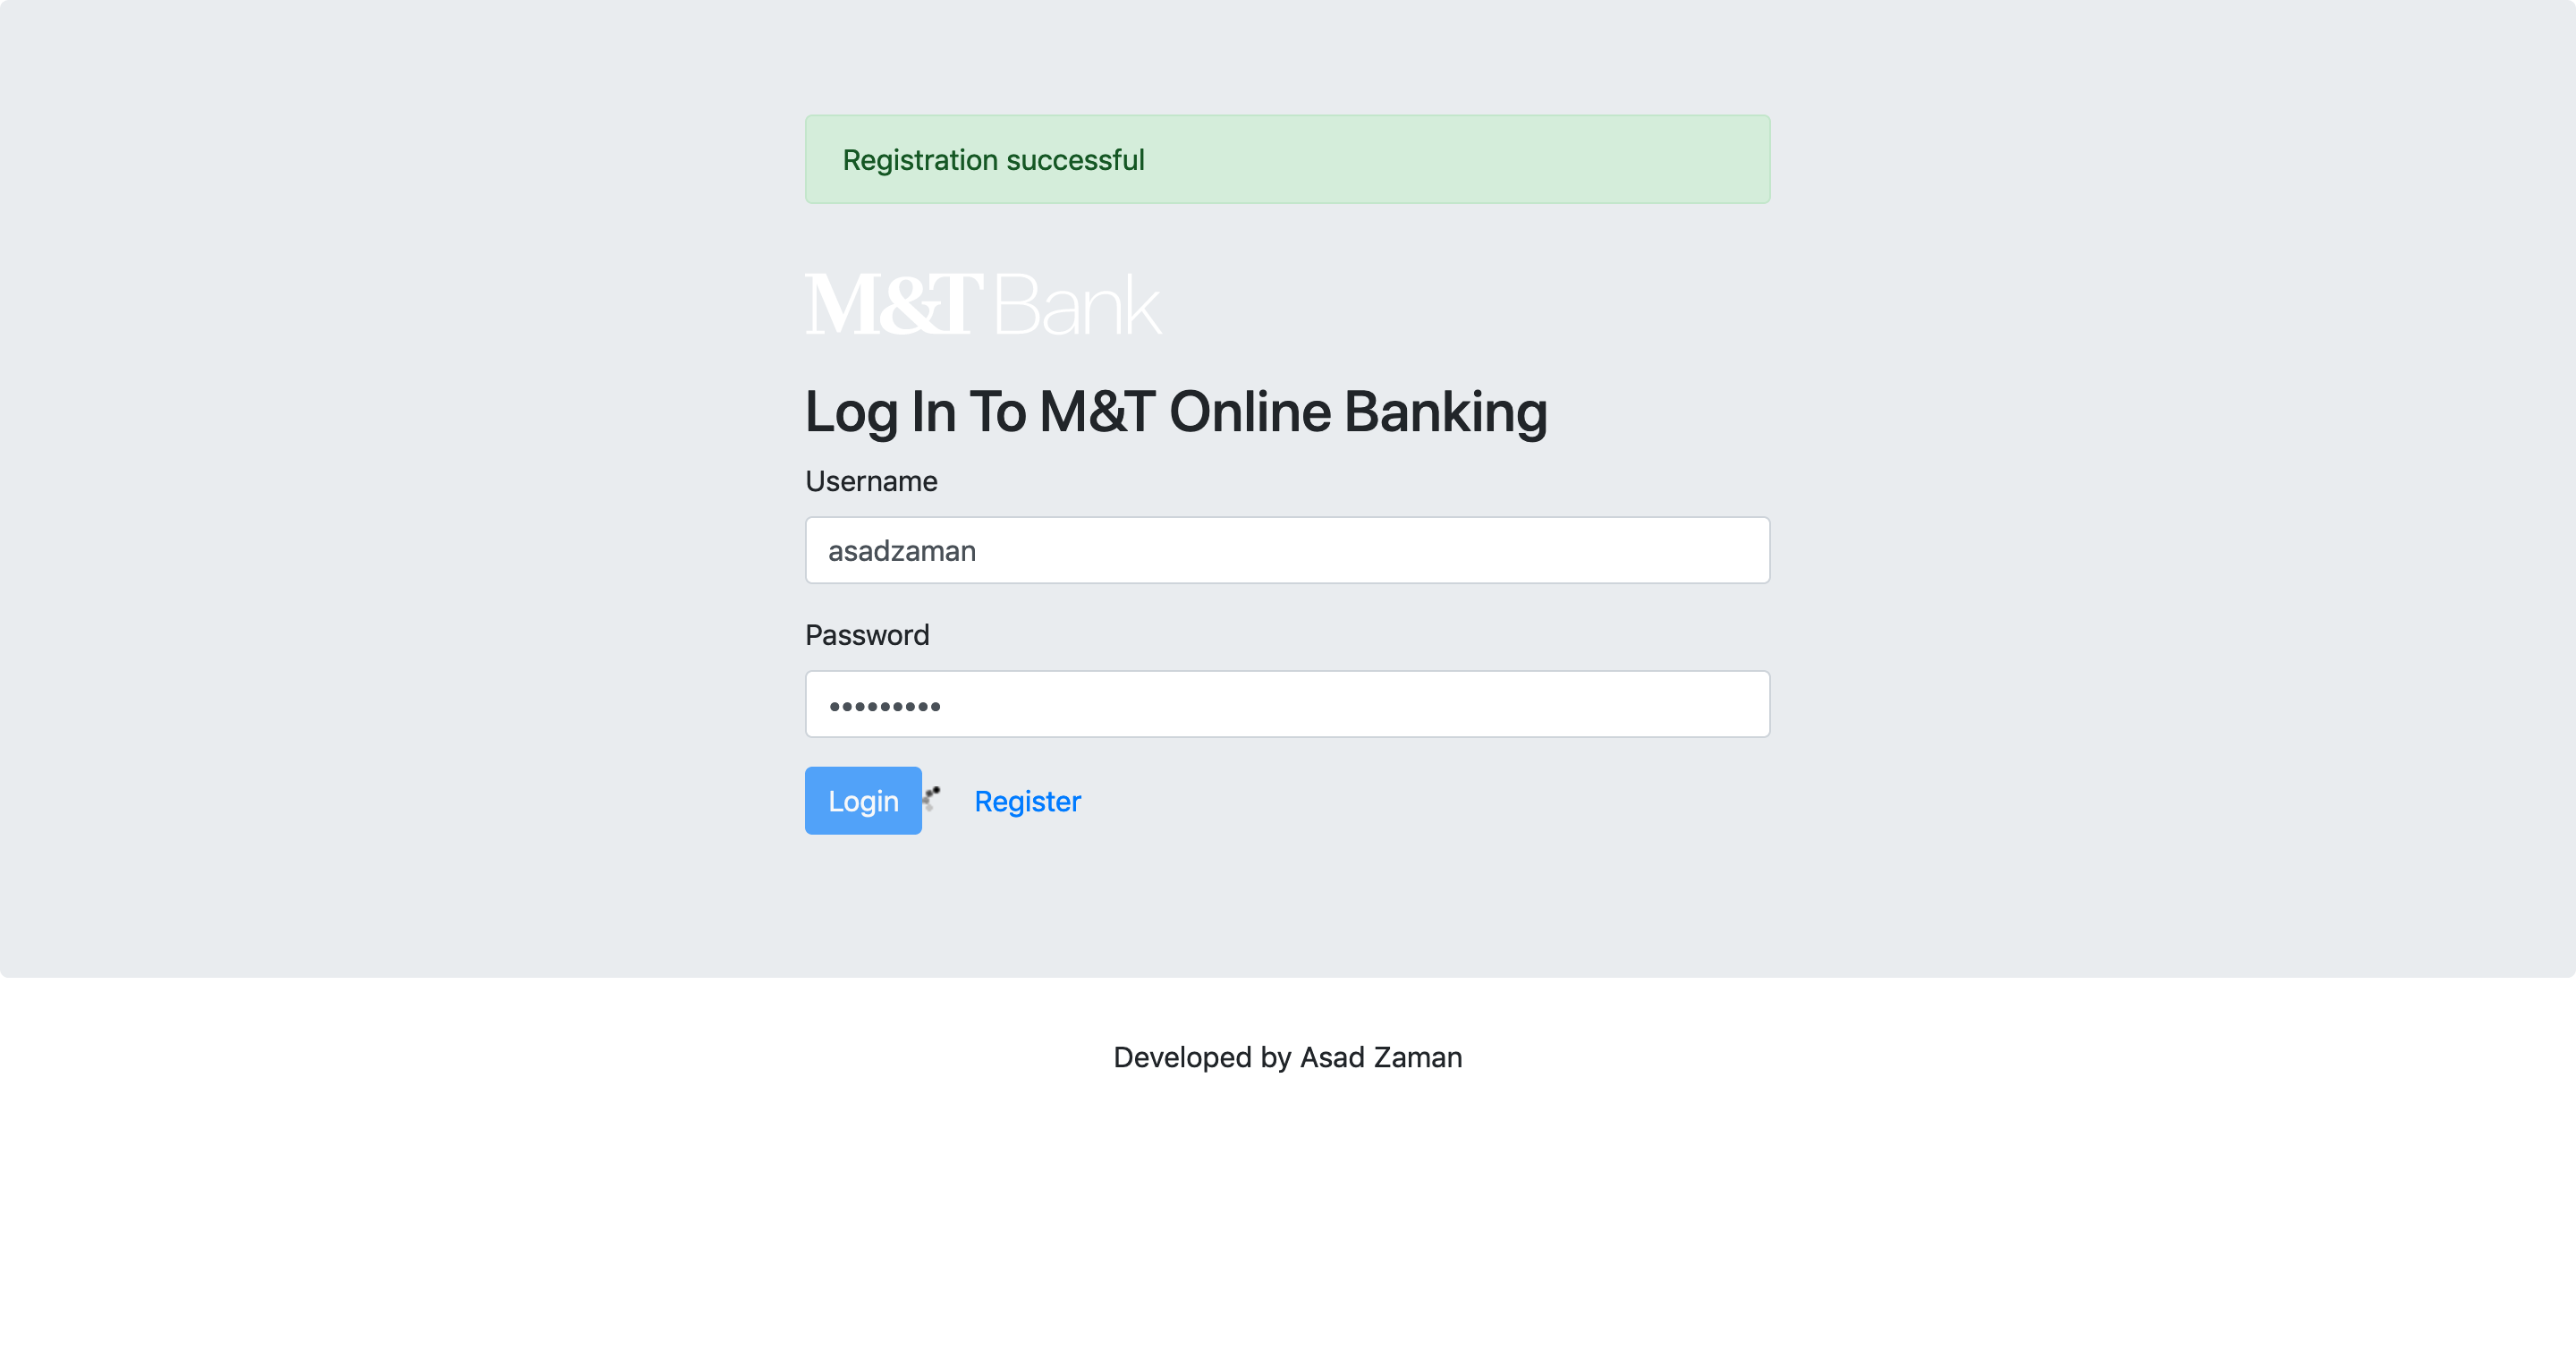 Registration successful
M&T Bank
Log In To M&T Online Banking
Username
asadzaman
Password
•••••••••
Login
Register
Developed by Asad Zaman